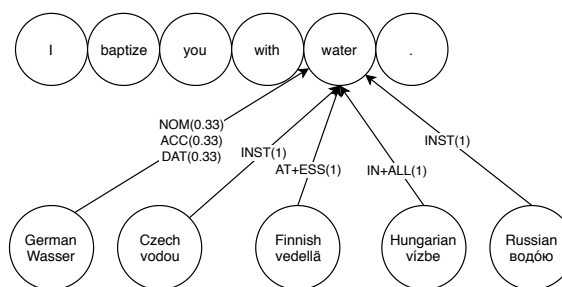 I baptize you with water .
NOM(0.33)
ACC(0.33)
DAT(0.33)
INST(1)
AT+ESS(1)
IN+ALL(1)
INST(1)
German
Wasser
Czech
vodou
Finnish
vedellä
Hungarian
vízbe
Russian
водóю